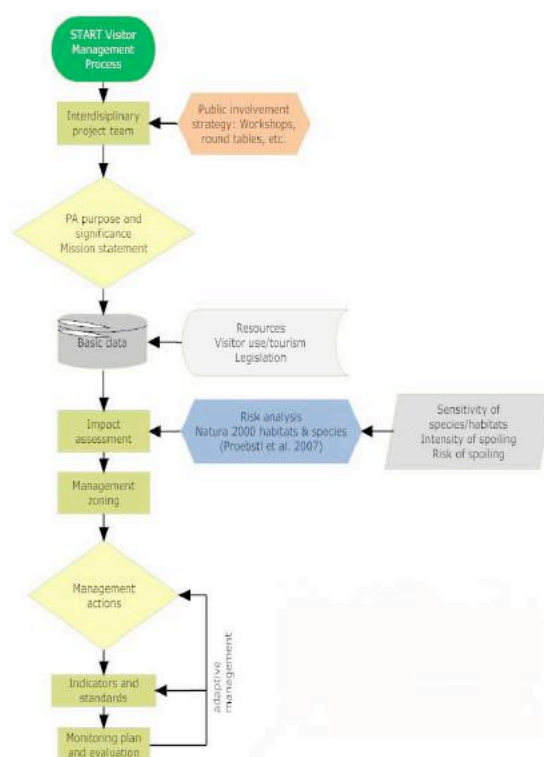 START Visitor
Management
Process
Interdisiplinary
project team
Public involvement
strategy: Workshops,
round tables, etc.
PA purpose and
significance
Mission statement
Basic data
Resources
Visitor use/tourism
Legislation
Impact
assessment
Risk analysis
Natura 2000 habitats & species
(Proebstl et al. 2007)
Sensitivity of
species/habitats
Intensity of spoiling
Risk of spoiling
Management
zoning
Management
actions
adaptive
management
Indicators and
standards
Monitoring plan
and evaluation